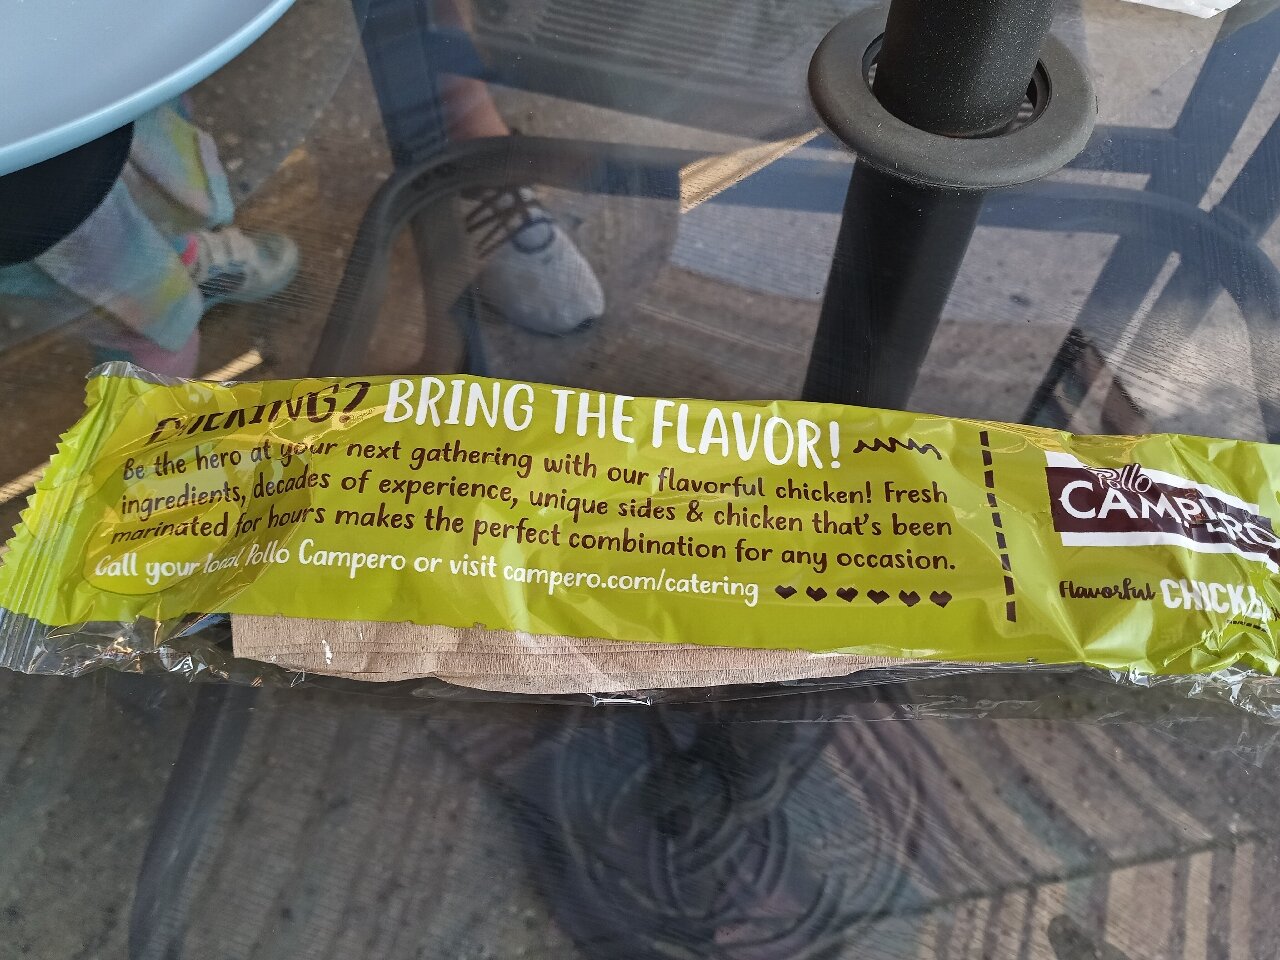 BRING THE FLAVOR!
Be the hero at your next gathering with our flavorful chicken! Fresh
ingredients, decades of experience, unique sides & chicken that's been
marinated for hours makes the perfect combination for any occasion.
Call your local Pollo Campero or visit campero.com/catering
Pollo
CAMPERO
Flavorful